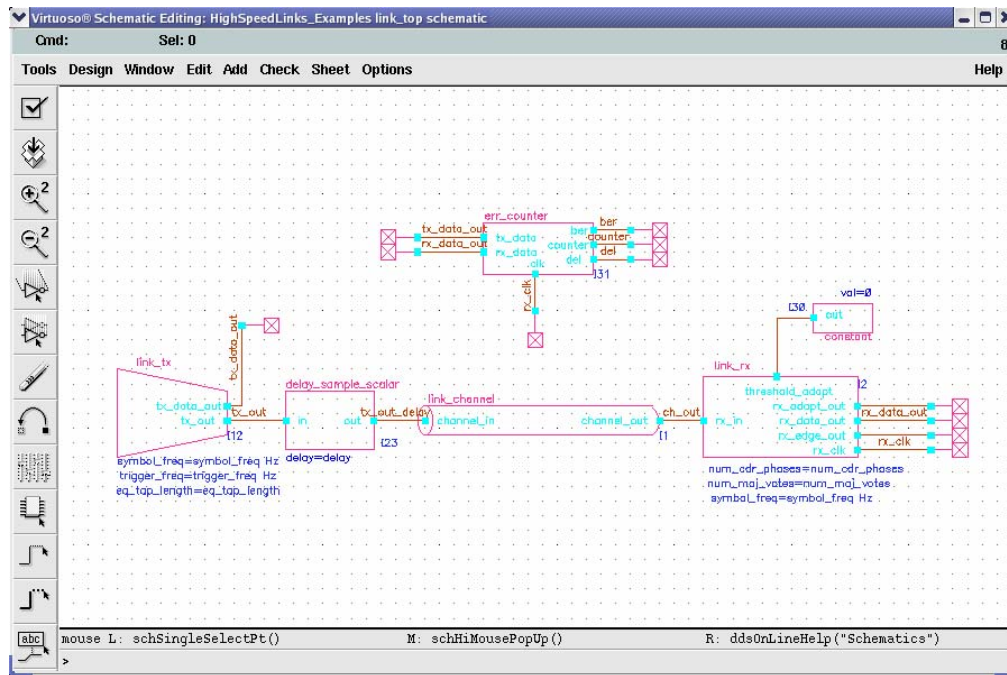 Virtuoso® Schematic Editing: HighSpeedLinks_Examples link_top schematic
Cmd: Sel: 0 8
Tools Design Window Edit Add Check Sheet Options Help
2
2
err_counter
tx_data_out tx_data ber ber
rx_data_out rx_data counter counter
clk del del
I31
rx_clk
val=0
I30
out
constant
tx_data_out
link_tx
link_rx
delay_sample_scalar
threshold_adapt I2
link_channel
tx_data_out
rx_adapt_out
tx_out tx_out in out tx_out_delay channel_in channel_out ch_out rx_in rx_data_out rx_data_out
rx_edge_out
rx_clk rx_clk
I12 I23 I1
symbol_freq=symbol_freq Hz delay=delay
trigger_freq=trigger_freq Hz
eq_tap_length=eq_tap_length
num_cdr_phases=num_cdr_phases
num_maj_votes=num_maj_votes
symbol_freq=symbol_freq Hz
abc
mouse L: schSingleSelectPt() M: schHiMousePopUp() R: ddsOnLineHelp("Schematics")
>